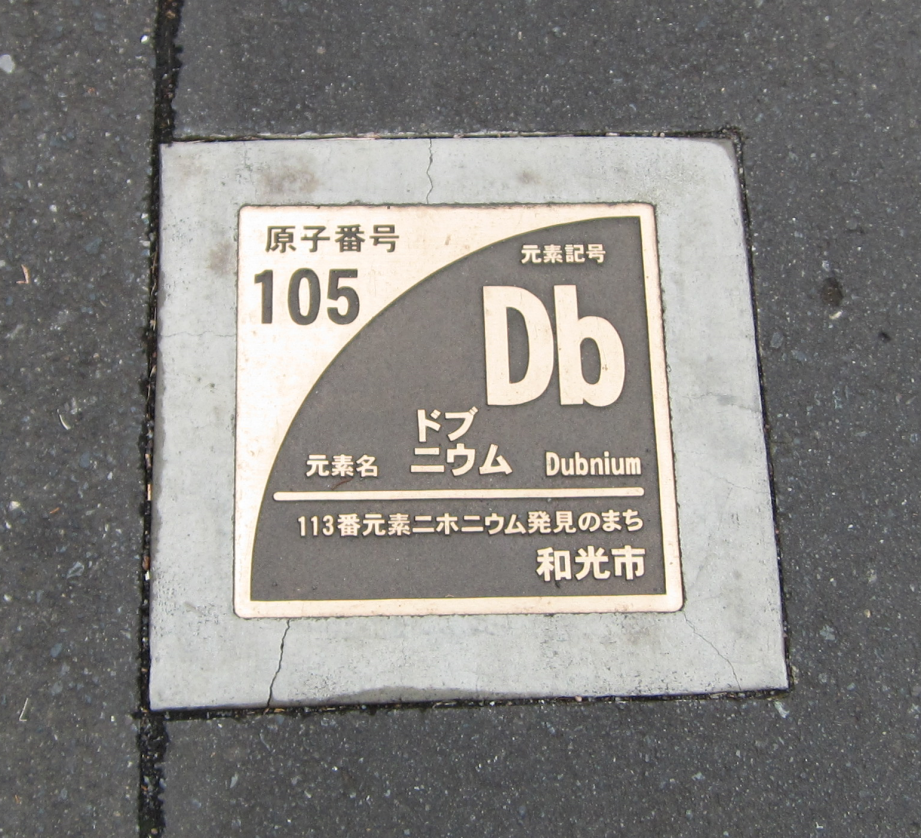 原子番号
105
元素記号
Db
ドブ
ニウム
元素名
Dubnium
113番元素ニホニウム発見のまち
和光市